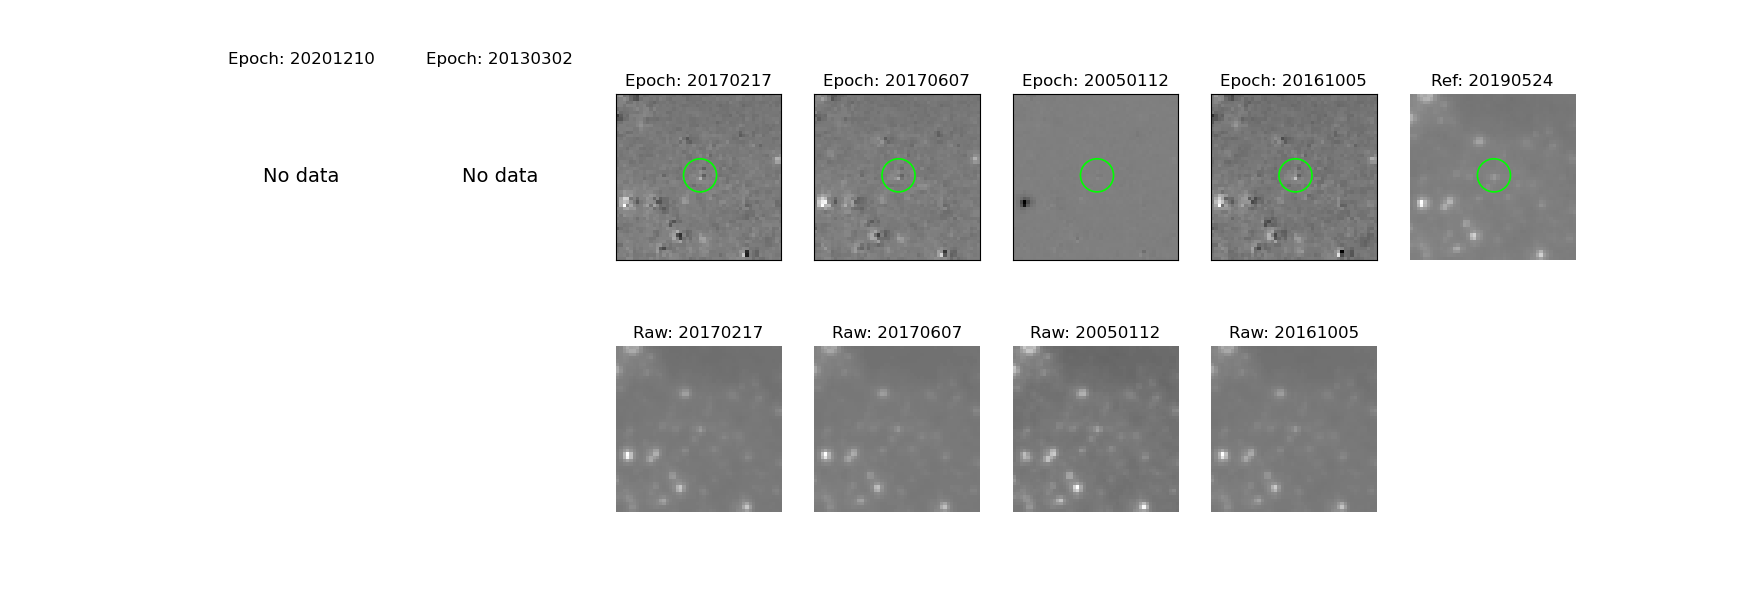 Epoch: 20201210
Epoch: 20130302
Epoch: 20170217
Epoch: 20170607
Epoch: 20050112
Epoch: 20161005
Ref: 20190524
No data
No data
Raw: 20170217
Raw: 20170607
Raw: 20050112
Raw: 20161005